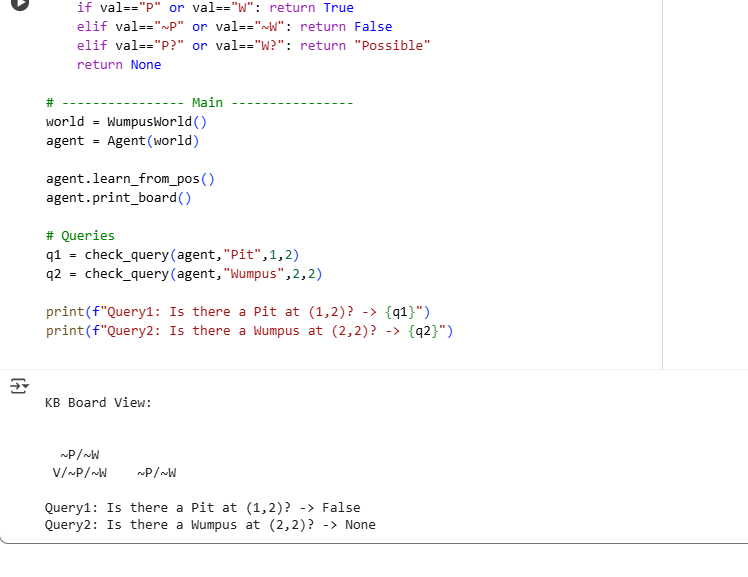 if val=="P" or val=="W": return True
elif val=="~P" or val=="~W": return False
elif val=="P?" or val=="W?": return "Possible"
return None
# ---------------- Main ----------------
world = WumpusWorld()
agent = Agent(world)
agent.learn_from_pos()
agent.print_board()
# Queries
q1 = check_query(agent,"Pit",1,2)
q2 = check_query(agent,"Wumpus",2,2)
print(f"Query1: Is there a Pit at (1,2)? -> {q1}")
print(f"Query2: Is there a Wumpus at (2,2)? -> {q2}")
KB Board View:
~P/~W
V/~P/~W    ~P/~W
Query1: Is there a Pit at (1,2)? -> False
Query2: Is there a Wumpus at (2,2)? -> None